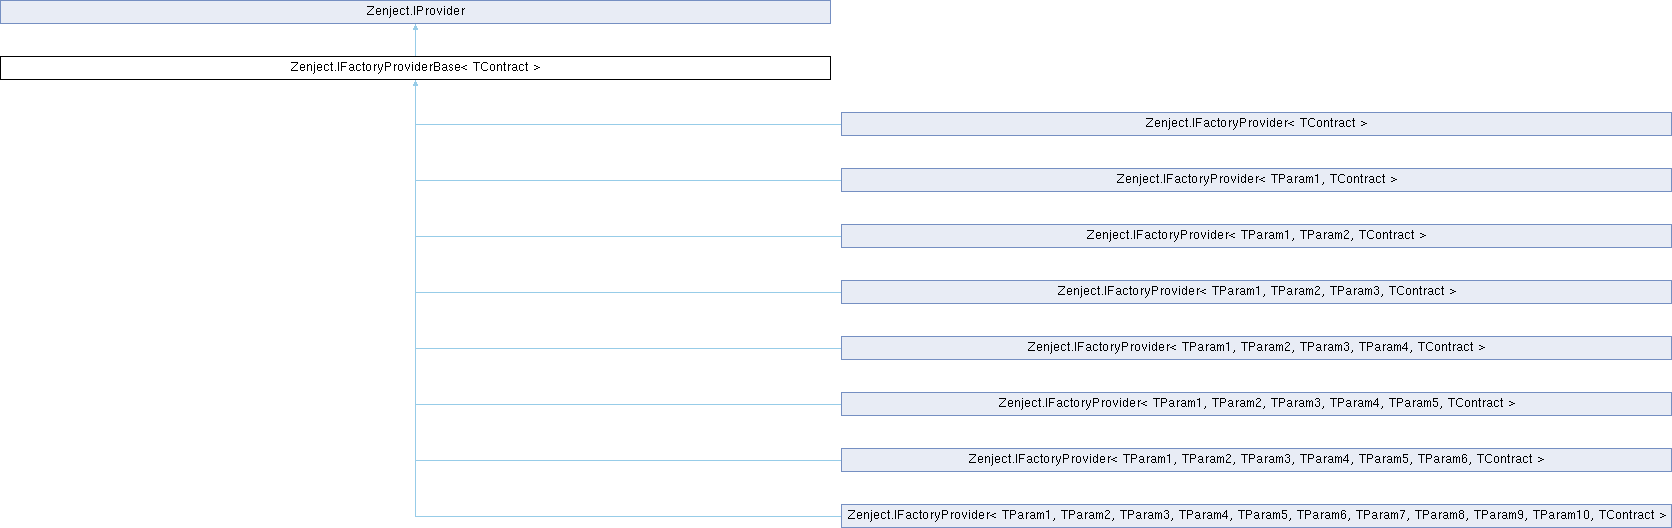 Zenject.IProvider
Zenject.IFactoryProviderBase< TContract >
Zenject.IFactoryProvider< TContract >
Zenject.IFactoryProvider< TParam1, TContract >
Zenject.IFactoryProvider< TParam1, TParam2, TContract >
Zenject.IFactoryProvider< TParam1, TParam2, TParam3, TContract >
Zenject.IFactoryProvider< TParam1, TParam2, TParam3, TParam4, TContract >
Zenject.IFactoryProvider< TParam1, TParam2, TParam3, TParam4, TParam5, TContract >
Zenject.IFactoryProvider< TParam1, TParam2, TParam3, TParam4, TParam5, TParam6, TContract >
Zenject.IFactoryProvider< TParam1, TParam2, TParam3, TParam4, TParam5, TParam6, TParam7, TParam8, TParam9, TParam10, TContract >